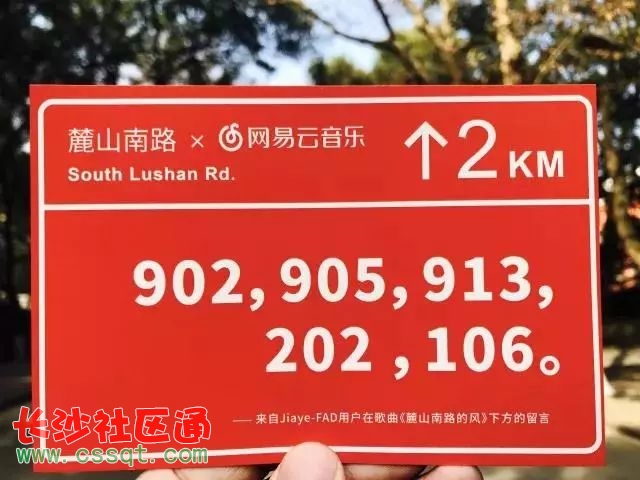 麓山南路 × 网易云音乐
South Lushan Rd.
↑2 KM
902, 905, 913,
202 , 106。
——来自Jiaye-FAD用户在歌曲《麓山南路的风》下方的留言
长沙社区通
www.cssqt.com